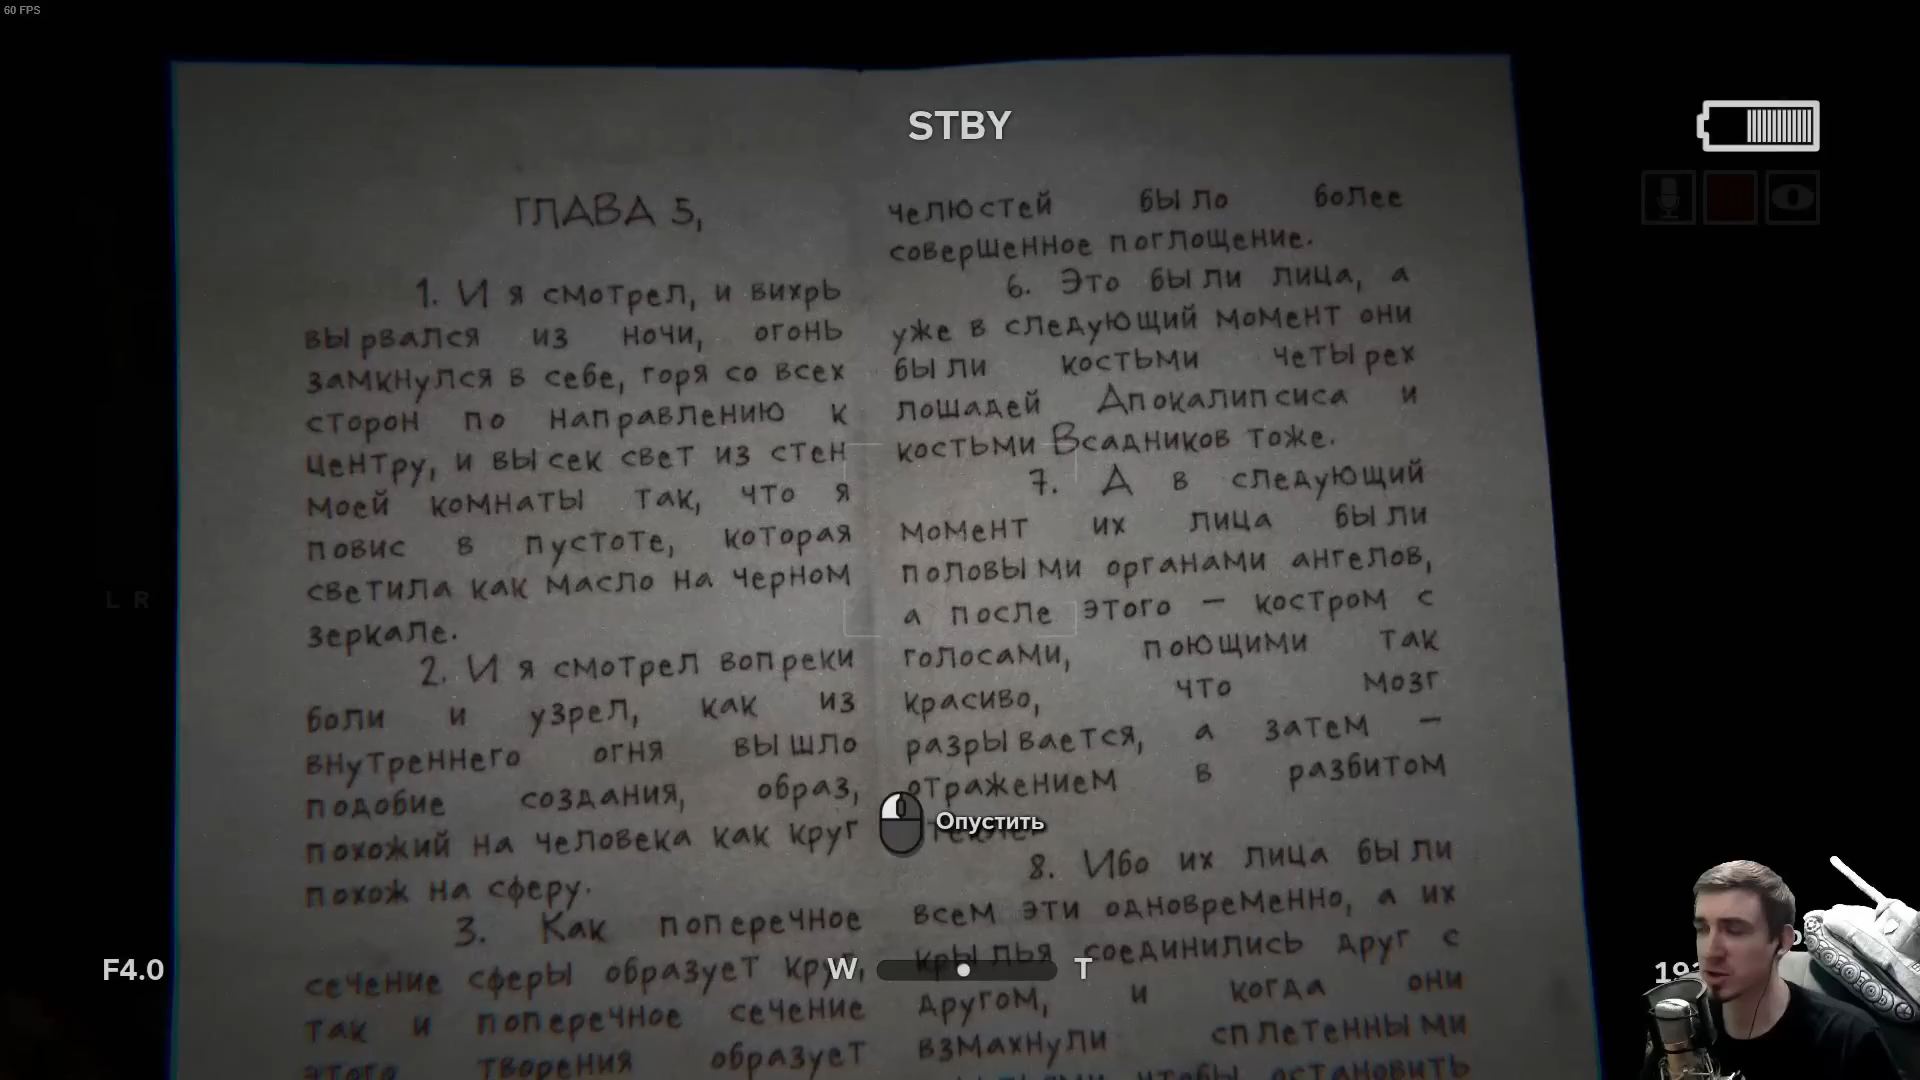 60 FPS
STBY
ГЛАВА 5,
1. И я смотрел, и вихрь
вырвался из ночи, огонь
замкнулся в себе, горя со всех
сторон по направлению к
центру, и высек свет из стен
моей комнаты так, что я
повис в пустоте, которая
светила как масло на черном
зеркале.
2. И я смотрел вопреки
боли и узрел, как из
внутреннего огня вышло
подобие создания, образ,
похожий на человека как круг
похож на сферу.
3. Как поперечное
сечение сферы образует круг,
так и поперечное сечение
этого творения образует
челюстей было более
совершенное поглощение.
6. Это были лица, а
уже в следующий момент они
были костьми четырех
лошадей Апокалипсиса и
костьми Всадников тоже.
7. А в следующий
момент их лица были
половыми органами ангелов,
а после этого — костром с
голосами, поющими так
красиво, что мозг
разрывается, а затем —
отражением в разбитом
8. Ибо их лица были
всем эти одновременно, а их
крылья соединились друг с
другом, и когда они
взмахнули сплетенными
чтобы остановить
Опустить
L R
F4.0
W T